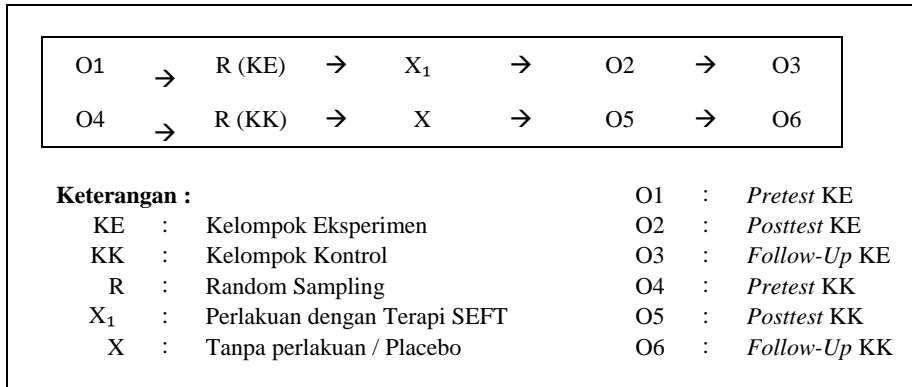 O1 → R (KE) → X₁ → O2 → O3
O4 → R (KK) → X → O5 → O6
Keterangan :
KE : Kelompok Eksperimen
KK : Kelompok Kontrol
R : Random Sampling
X₁ : Perlakuan dengan Terapi SEFT
X : Tanpa perlakuan / Placebo
O1 : Pretest KE
O2 : Posttest KE
O3 : Follow-Up KE
O4 : Pretest KK
O5 : Posttest KK
O6 : Follow-Up KK